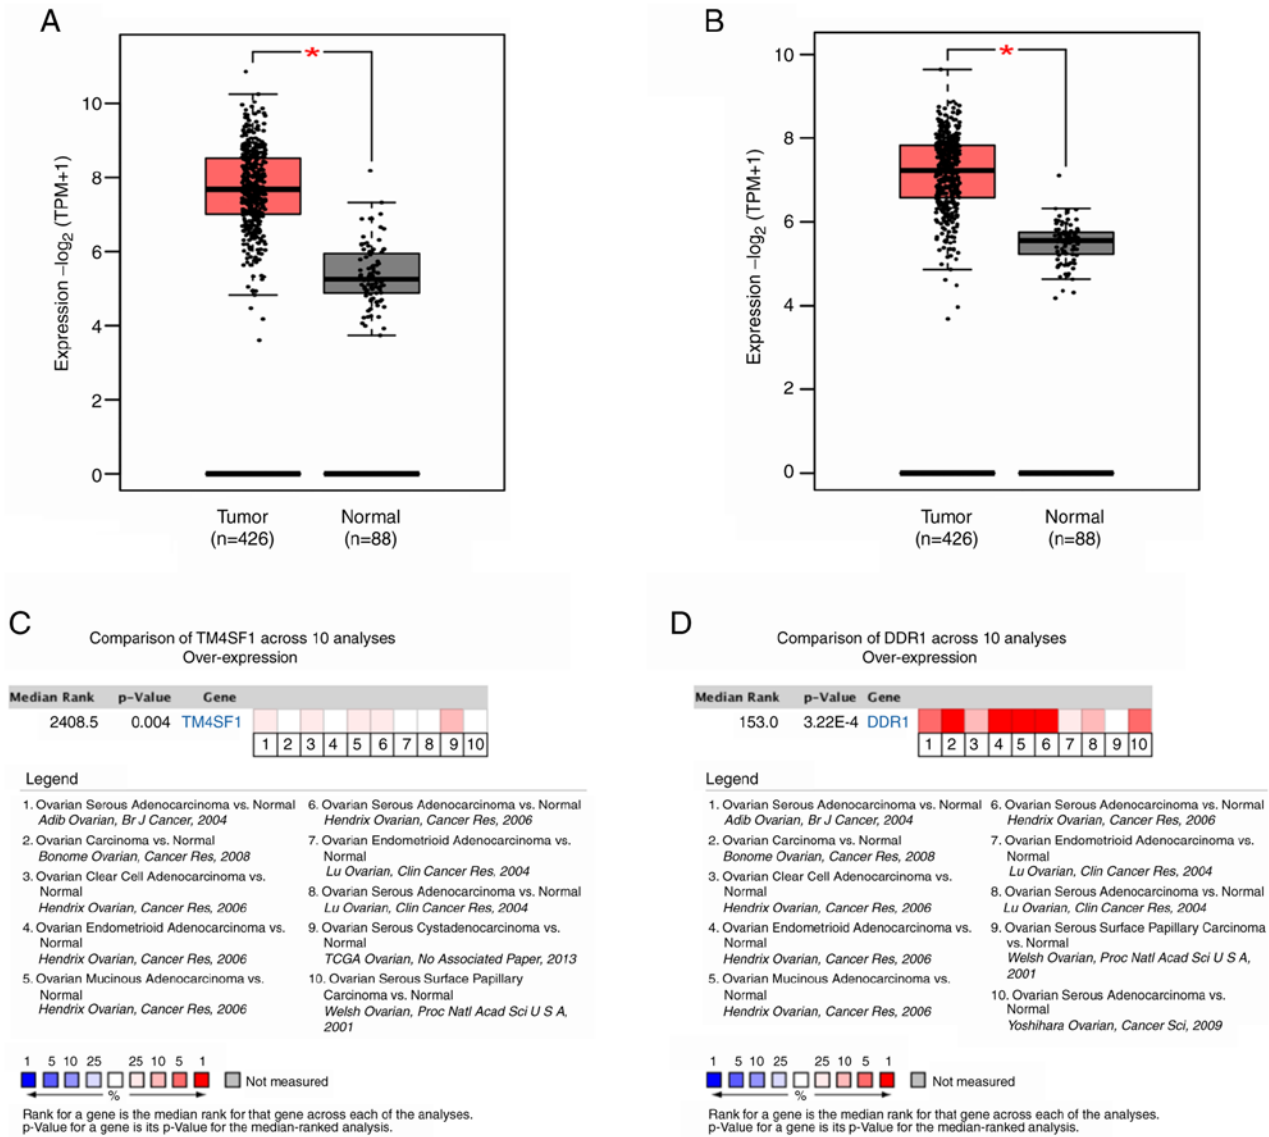 A
*
Expression –log2 (TPM+1)
10
8
6
4
2
0
Tumor
(n=426)
Normal
(n=88)
B
*
Expression –log2 (TPM+1)
10
8
6
4
2
0
Tumor
(n=426)
Normal
(n=88)
C
Comparison of TM4SF1 across 10 analyses
Over-expression
Median Rank p-Value Gene
2408.5 0.004 TM4SF1
1 2 3 4 5 6 7 8 9 10
Legend
1. Ovarian Serous Adenocarcinoma vs. Normal
Adib Ovarian, Br J Cancer, 2004
2. Ovarian Carcinoma vs. Normal
Bonome Ovarian, Cancer Res, 2008
3. Ovarian Clear Cell Adenocarcinoma vs.
Normal
Hendrix Ovarian, Cancer Res, 2006
4. Ovarian Endometrioid Adenocarcinoma vs.
Normal
Hendrix Ovarian, Cancer Res, 2006
5. Ovarian Mucinous Adenocarcinoma vs.
Normal
Hendrix Ovarian, Cancer Res, 2006
6. Ovarian Serous Adenocarcinoma vs. Normal
Hendrix Ovarian, Cancer Res, 2006
7. Ovarian Endometrioid Adenocarcinoma vs.
Normal
Lu Ovarian, Clin Cancer Res, 2004
8. Ovarian Serous Adenocarcinoma vs. Normal
Lu Ovarian, Clin Cancer Res, 2004
9. Ovarian Serous Cystadenocarcinoma vs.
Normal
TCGA Ovarian, No Associated Paper, 2013
10. Ovarian Serous Surface Papillary
Carcinoma vs. Normal
Welsh Ovarian, Proc Natl Acad Sci U S A,
2001
1 5 10 25 25 10 5 1
Not measured
%
Rank for a gene is the median rank for that gene across each of the analyses.
p-Value for a gene is its p-Value for the median-ranked analysis.
D
Comparison of DDR1 across 10 analyses
Over-expression
Median Rank p-Value Gene
153.0 3.22E-4 DDR1
1 2 3 4 5 6 7 8 9 10
Legend
1. Ovarian Serous Adenocarcinoma vs. Normal
Adib Ovarian, Br J Cancer, 2004
2. Ovarian Carcinoma vs. Normal
Bonome Ovarian, Cancer Res, 2008
3. Ovarian Clear Cell Adenocarcinoma vs.
Normal
Hendrix Ovarian, Cancer Res, 2006
4. Ovarian Endometrioid Adenocarcinoma vs.
Normal
Hendrix Ovarian, Cancer Res, 2006
5. Ovarian Mucinous Adenocarcinoma vs.
Normal
Hendrix Ovarian, Cancer Res, 2006
6. Ovarian Serous Adenocarcinoma vs. Normal
Hendrix Ovarian, Cancer Res, 2006
7. Ovarian Endometrioid Adenocarcinoma vs.
Normal
Lu Ovarian, Clin Cancer Res, 2004
8. Ovarian Serous Adenocarcinoma vs. Normal
Lu Ovarian, Clin Cancer Res, 2004
9. Ovarian Serous Surface Papillary Carcinoma
vs. Normal
Welsh Ovarian, Proc Natl Acad Sci U S A,
2001
10. Ovarian Serous Adenocarcinoma vs.
Normal
Yoshihara Ovarian, Cancer Sci, 2009
1 5 10 25 25 10 5 1
Not measured
%
Rank for a gene is the median rank for that gene across each of the analyses.
p-Value for a gene is its p-Value for the median-ranked analysis.